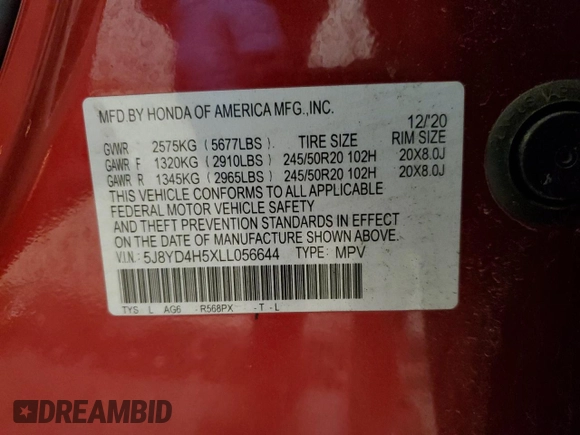 MFD.BY HONDA OF AMERICA MFG.,INC.
12/'20
GVWR 2575KG (5677LBS). TIRE SIZE RIM SIZE
GAWR F 1320KG (2910LBS) 245/50R20 102H 20X8.0J
GAWR R 1345KG (2965LBS) 245/50R20 102H 20X8.0J
THIS VEHICLE CONFORMS TO ALL APPLICABLE
FEDERAL MOTOR VEHICLE SAFETY
AND THEFT PREVENTION STANDARDS IN EFFECT
ON THE DATE OF MANUFACTURE SHOWN ABOVE.
V.I.N: 5J8YD4H5XLL056644 TYPE: MPV
TYS L AG6 -R568PX -T -L
DREAMBID